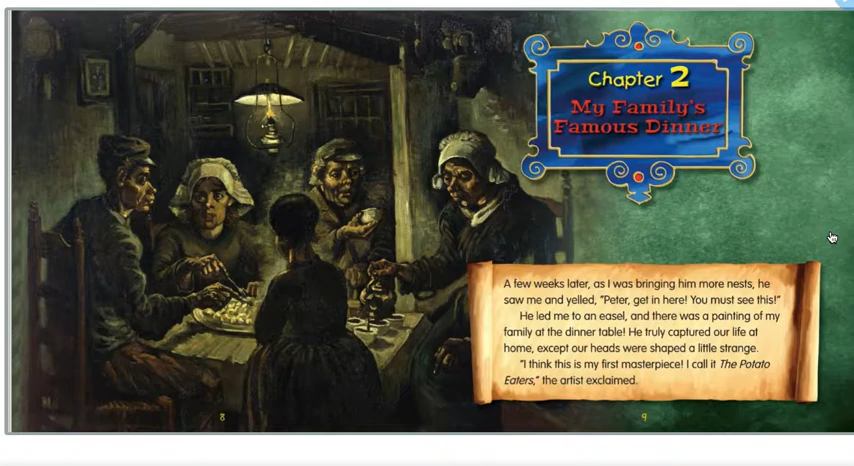 Chapter 2
My Family's
Famous Dinner
A few weeks later, as I was bringing him more nests, he
saw me and yelled, "Peter, get in here! You must see this!"
He led me to an easel, and there was a painting of my
family at the dinner table! He truly captured our life at
home, except our heads were shaped a little strange.
"I think this is my first masterpiece! I call it The Potato
Eaters," the artist exclaimed.
8
9